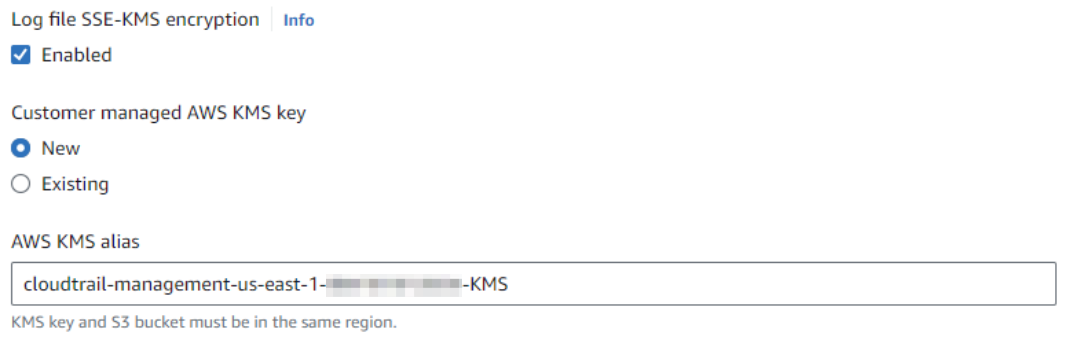 Log file SSE-KMS encryption Info
Enabled
Customer managed AWS KMS key
New
Existing
AWS KMS alias
cloudtrail-management-us-east-1- -KMS
KMS key and S3 bucket must be in the same region.